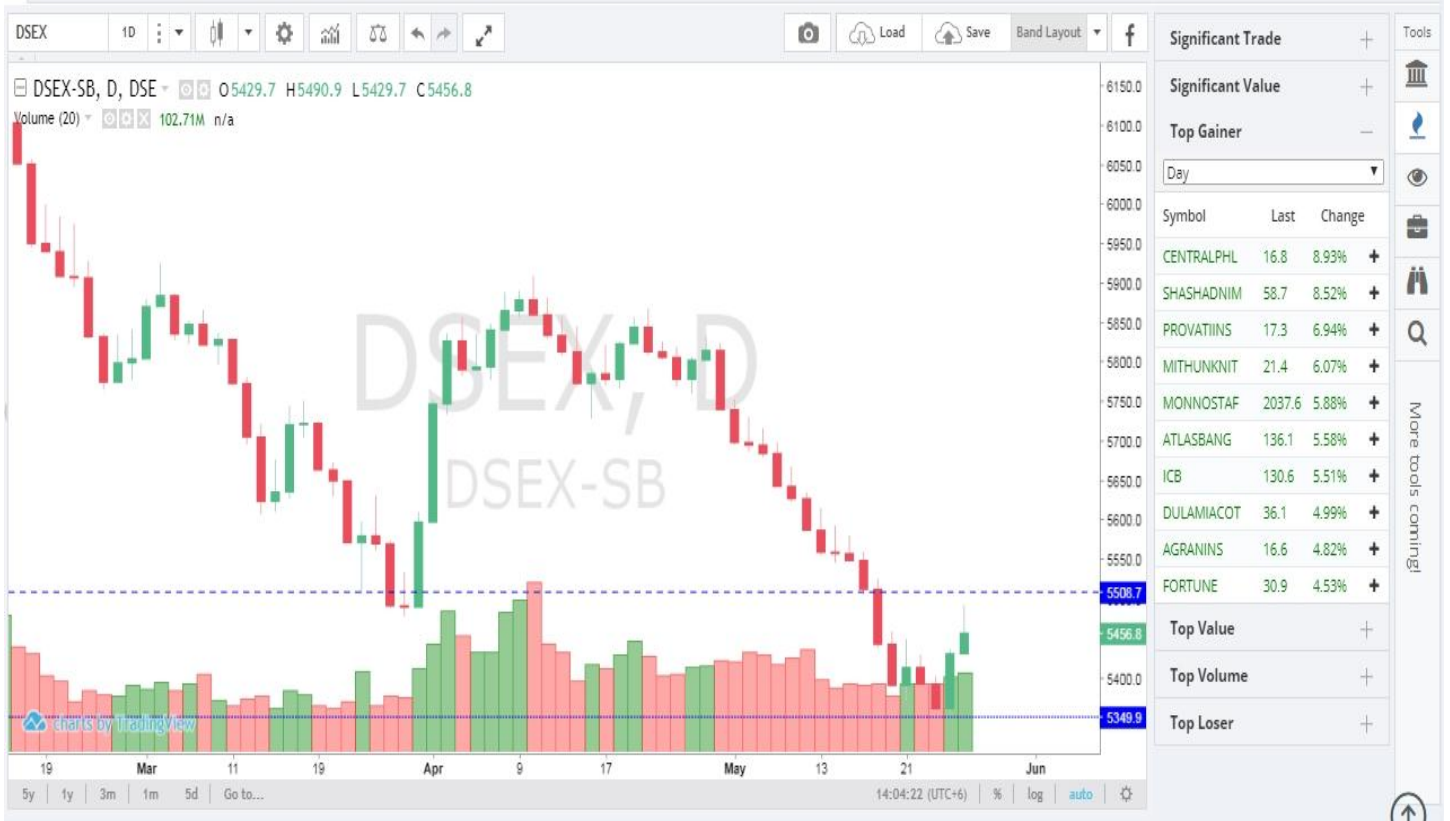 DSEX 1D Load Save Band Layout
DSEX-SB, D, DSE O5429.7 H5490.9 L5429.7 C5456.8
Volume (20) 102.71M n/a
DSEX, D
DSEX-SB
6150.0
6100.0
6050.0
6000.0
5950.0
5900.0
5850.0
5800.0
5750.0
5700.0
5650.0
5600.0
5550.0
5508.7
5456.8
5400.0
5349.9
charts by TradingView
19 Mar 11 19 Apr 9 17 May 13 21 Jun
5y 1y 3m 1m 5d Go to... 14:04:22 (UTC+6) % log auto
Significant Trade
Significant Value
Top Gainer
Day
Symbol Last Change
CENTRALPHL 16.8 8.93%
SHASHADNIM 58.7 8.52%
PROVATIINS 17.3 6.94%
MITHUNKNIT 21.4 6.07%
MONNOSTAF 2037.6 5.88%
ATLASBANG 136.1 5.58%
ICB 130.6 5.51%
DULAMIACOT 36.1 4.99%
AGRANINS 16.6 4.82%
FORTUNE 30.9 4.53%
Top Value
Top Volume
Top Loser
Tools
More tools coming!